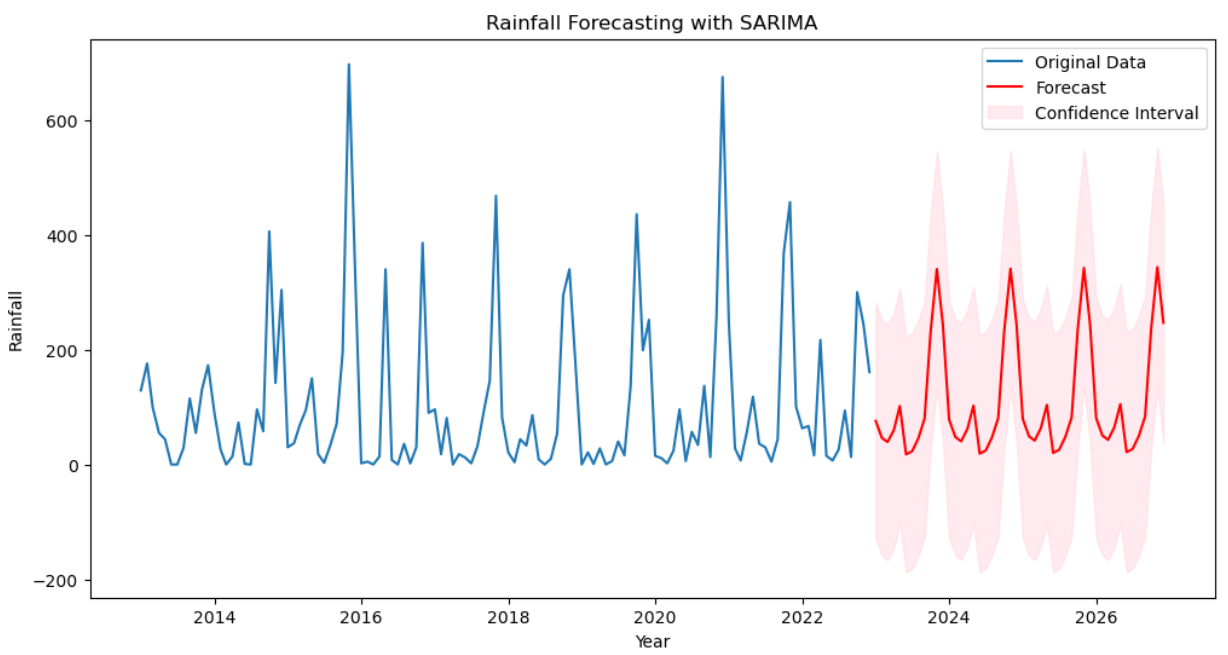 Rainfall Forecasting with SARIMA
Original Data
Forecast
Confidence Interval
600
400
200
0
−200
Rainfall
2014 2016 2018 2020 2022 2024 2026
Year